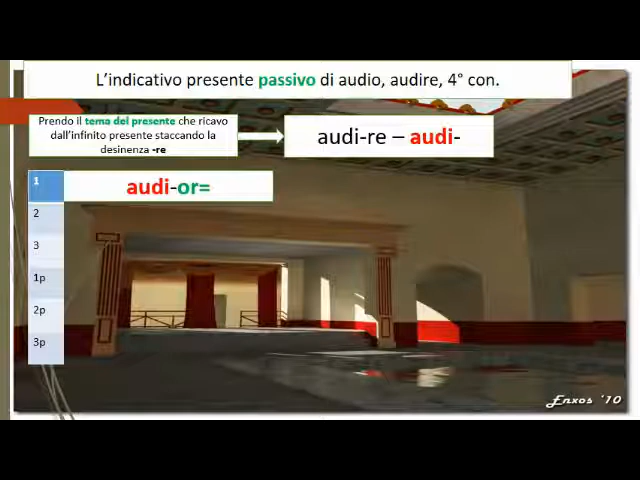 L'indicativo presente passivo di audio, audire, 4° con.
Prendo il tema del presente che ricavo
dall'infinito presente staccando la
desinenza -re
audi-re – audi-
1
audi-or=
2
3
1p
2p
3p
Enxos '10